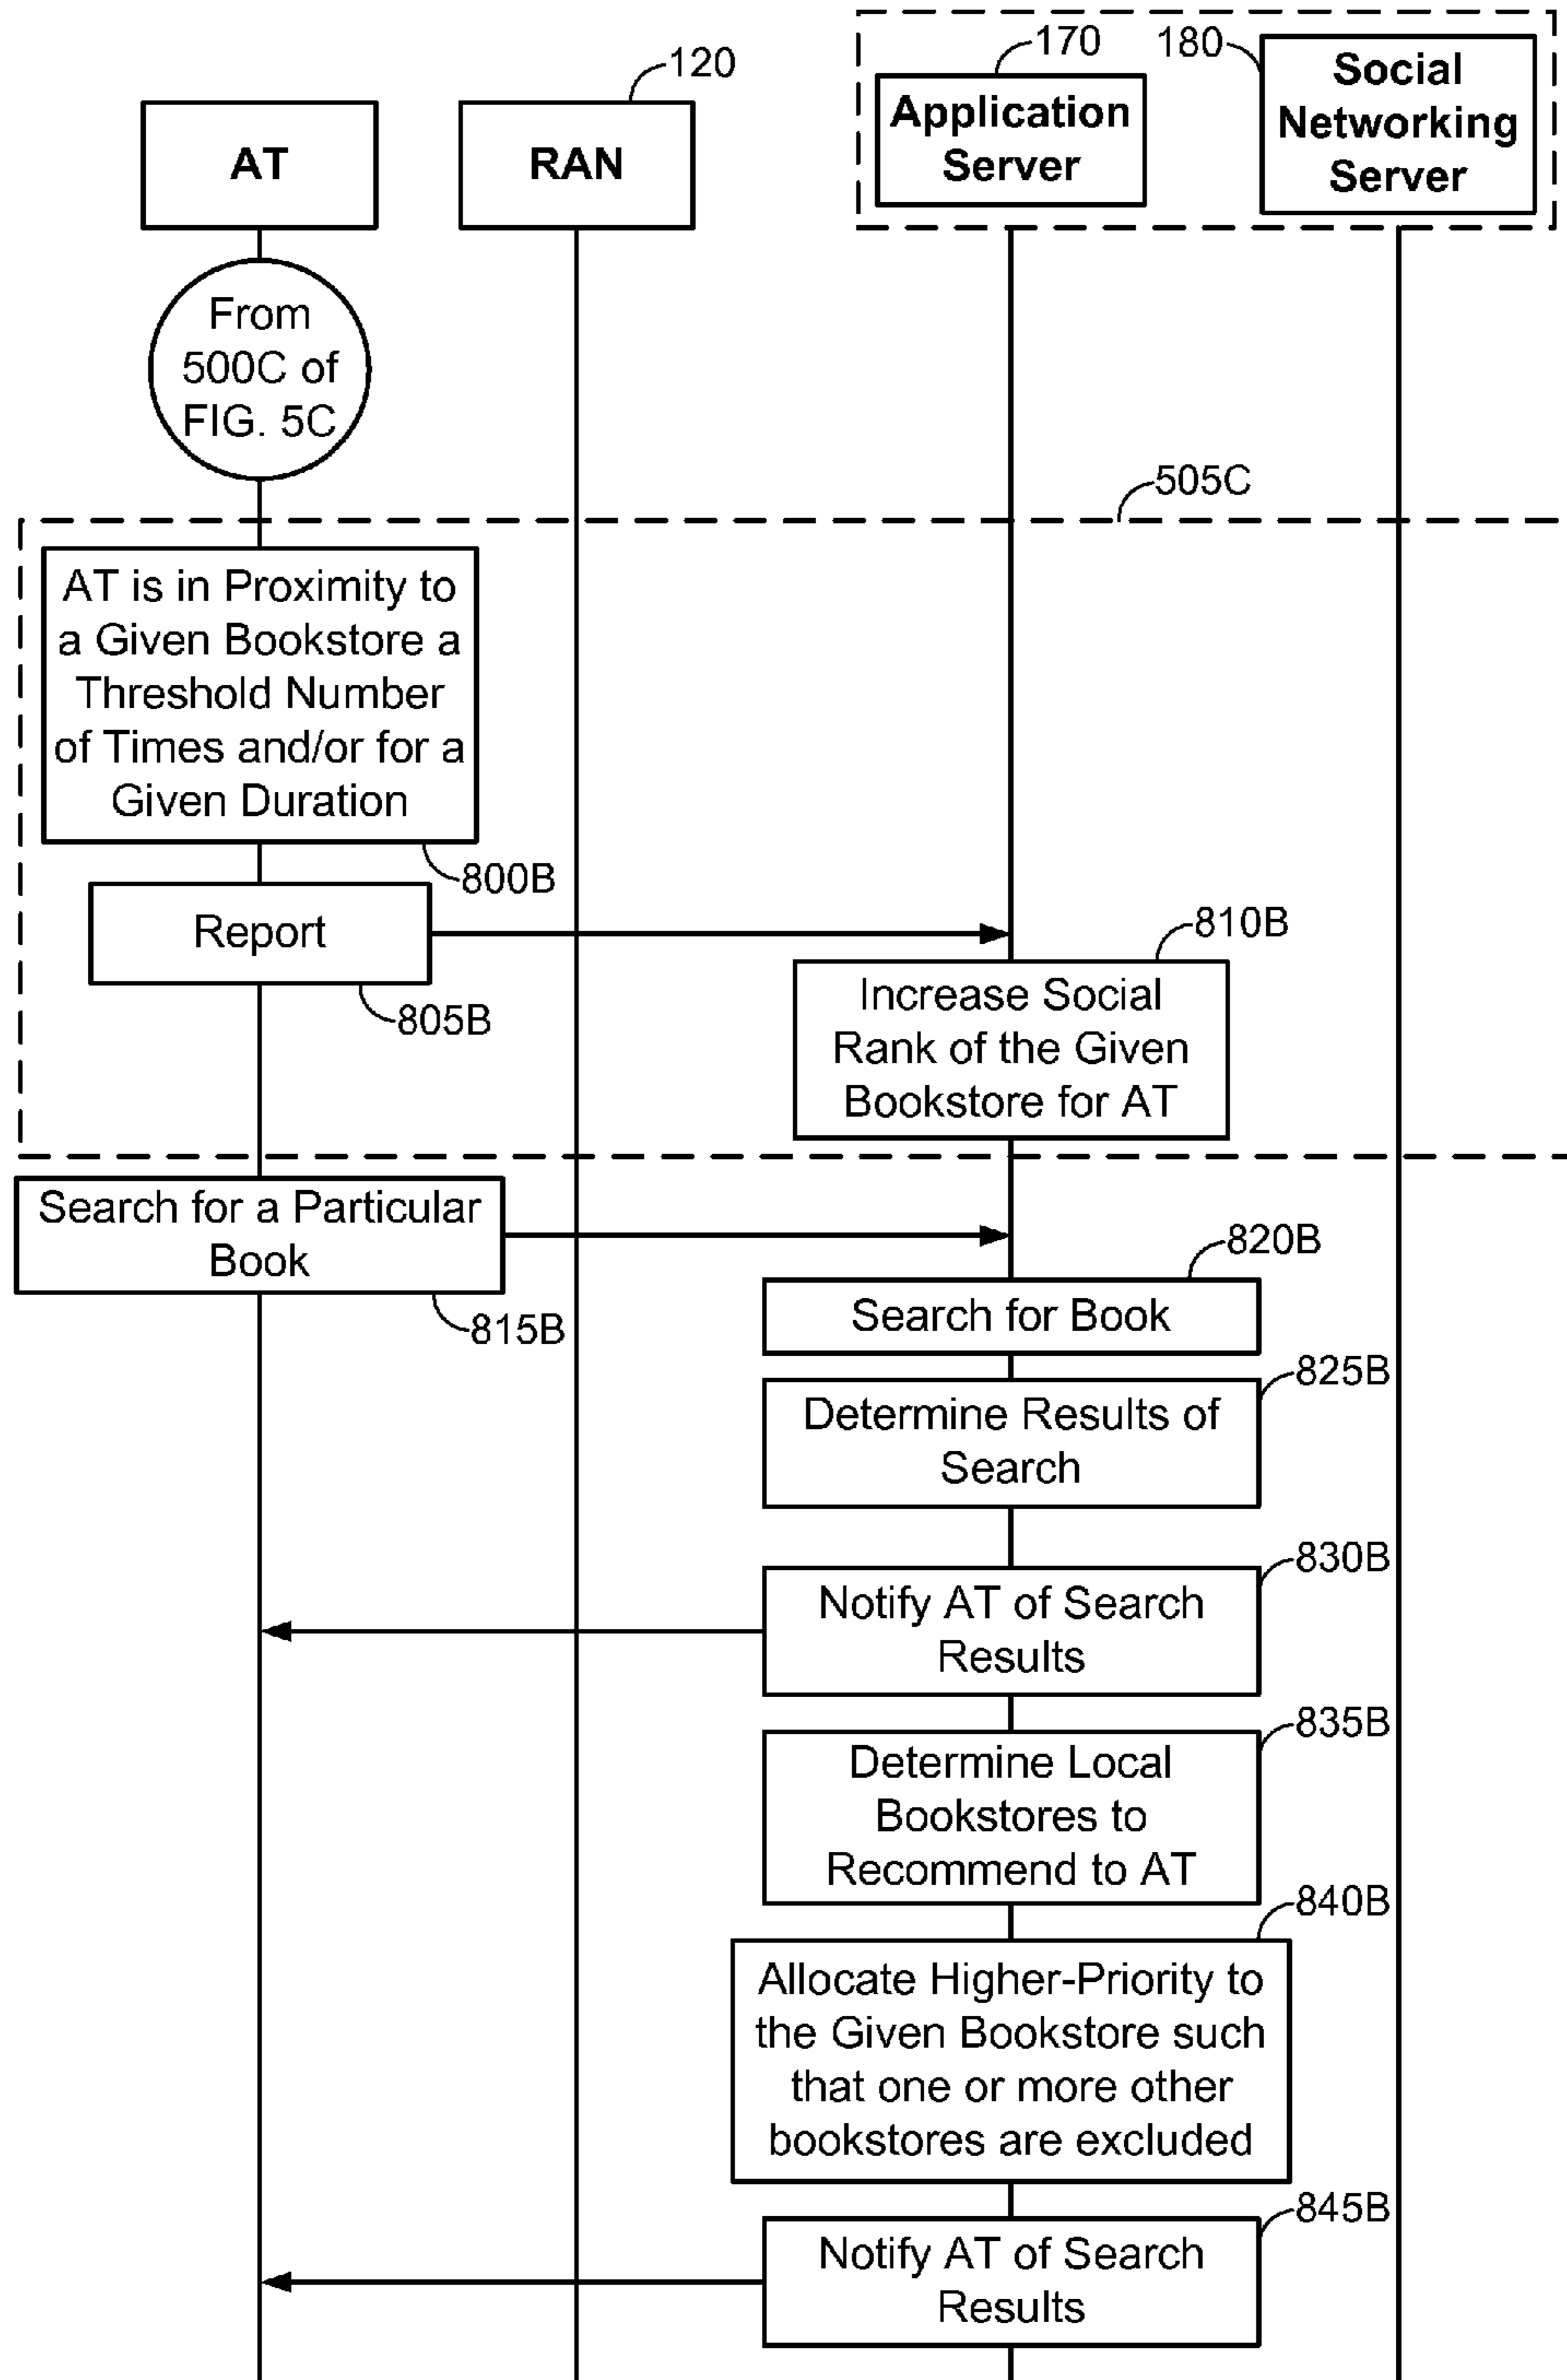 120
170
180
AT
RAN
Application
Server
Social
Networking
Server
From
500C of
FIG. 5C
505C
AT is in Proximity to
a Given Bookstore a
Threshold Number
of Times and/or for a
Given Duration
800B
Report
805B
810B
Increase Social
Rank of the Given
Bookstore for AT
Search for a Particular
Book
815B
820B
Search for Book
825B
Determine Results of
Search
830B
Notify AT of Search
Results
835B
Determine Local
Bookstores to
Recommend to AT
840B
Allocate Higher-Priority to
the Given Bookstore such
that one or more other
bookstores are excluded
845B
Notify AT of Search
Results